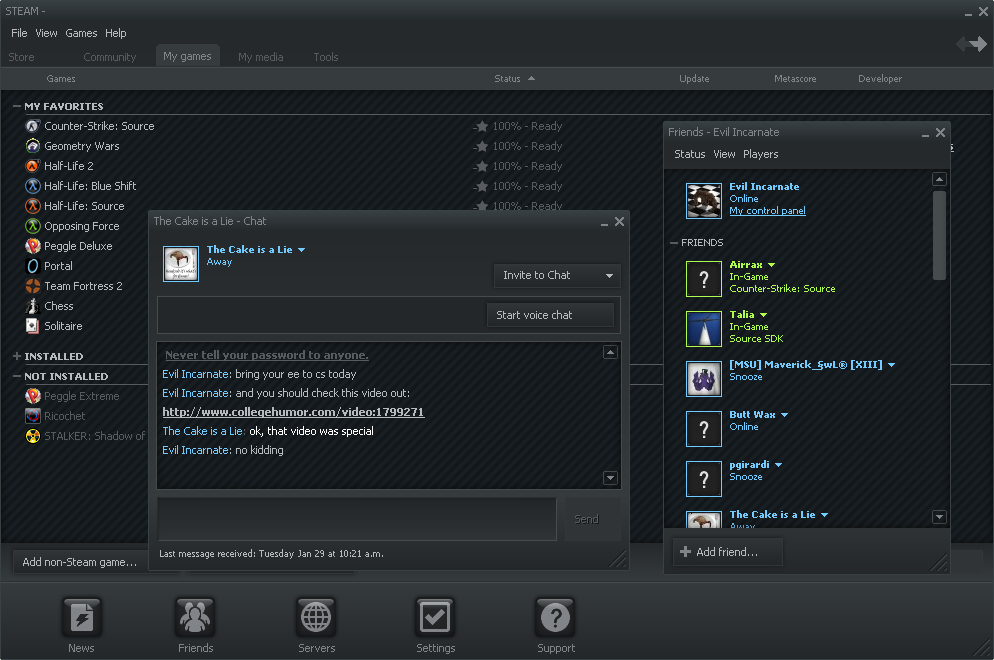 STEAM -
File View Games Help
Store Community My games My media Tools
Games Status Update Metascore Developer
MY FAVORITES
Counter-Strike: Source 100% - Ready
Geometry Wars 100% - Ready
Half-Life 2 100% - Ready
Half-Life: Blue Shift 100% - Ready
Half-Life: Source 100% - Ready
Opposing Force
Peggle Deluxe
Portal
Team Fortress 2
Chess
Solitaire
INSTALLED
NOT INSTALLED
Peggle Extreme
Ricochet
STALKER: Shadow of
Add non-Steam game...
The Cake is a Lie - Chat
The Cake is a Lie
Away
Invite to Chat
Start voice chat
Never tell your password to anyone.
Evil Incarnate: bring your ee to cs today
Evil Incarnate: and you should check this video out:
http://www.collegehumor.com/video:1799271
The Cake is a Lie: ok, that video was special
Evil Incarnate: no kidding
Send
Last message received: Tuesday Jan 29 at 10:21 a.m.
Friends - Evil Incarnate
Status View Players
Evil Incarnate
Online
My control panel
FRIENDS
?
Airrax
In-Game
Counter-Strike: Source
Talia
In-Game
Source SDK
[MSU] Maverick_§wL® [XIII]
Snooze
?
Butt Wax
Online
?
pgirardi
Snooze
The Cake is a Lie
Away
Add friend...
News Friends Servers Settings Support